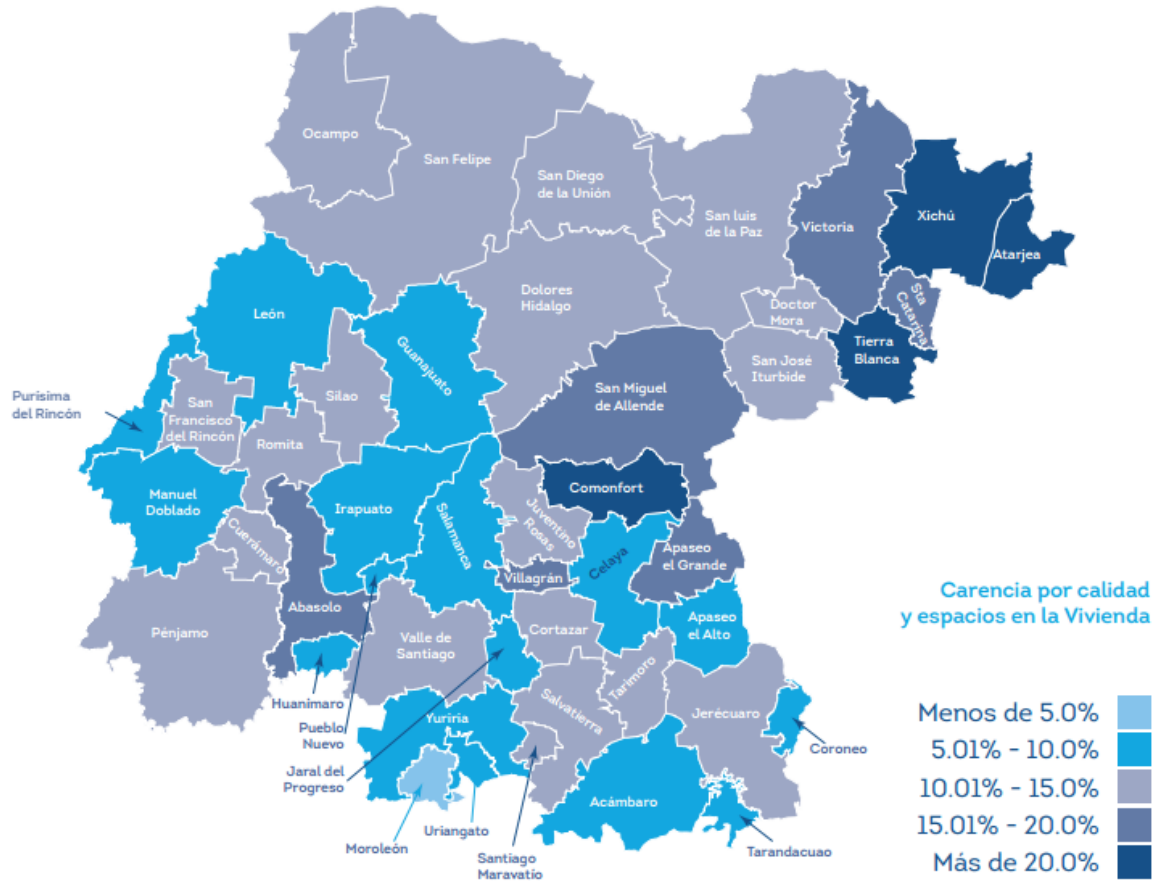 Ocampo
San Felipe
San Diego
de la Unión
San luis
de la Paz
Victoria
Xichú
Atarjea
Sta
Catarina
León
Dolores
Hidalgo
Doctor
Mora
Guanajuato
Tierra
Blanca
San José
Iturbide
San Miguel
de Allende
Purisima
del Rincón
San
Francisco
del Rincón
Silao
Romita
Manuel
Doblado
Irapuato
Salamanca
Comonfort
Juventino
Rosas
Cuerámaro
Celaya
Apaseo
el Grande
Villagrán
Abasolo
Pénjamo
Valle de
Santiago
Cortazar
Apaseo
el Alto
Carencia por calidad
y espacios en la Vivienda
Tarimoro
Salvatierra
Jerécuaro
Huanimaro
Pueblo
Nuevo
Yuriria
Coroneo
Jaral del
Progreso
Acámbaro
Uriangato
Moroleón
Santiago
Maravatío
Tarandacuao
Menos de 5.0%
5.01% - 10.0%
10.01% - 15.0%
15.01% - 20.0%
Más de 20.0%